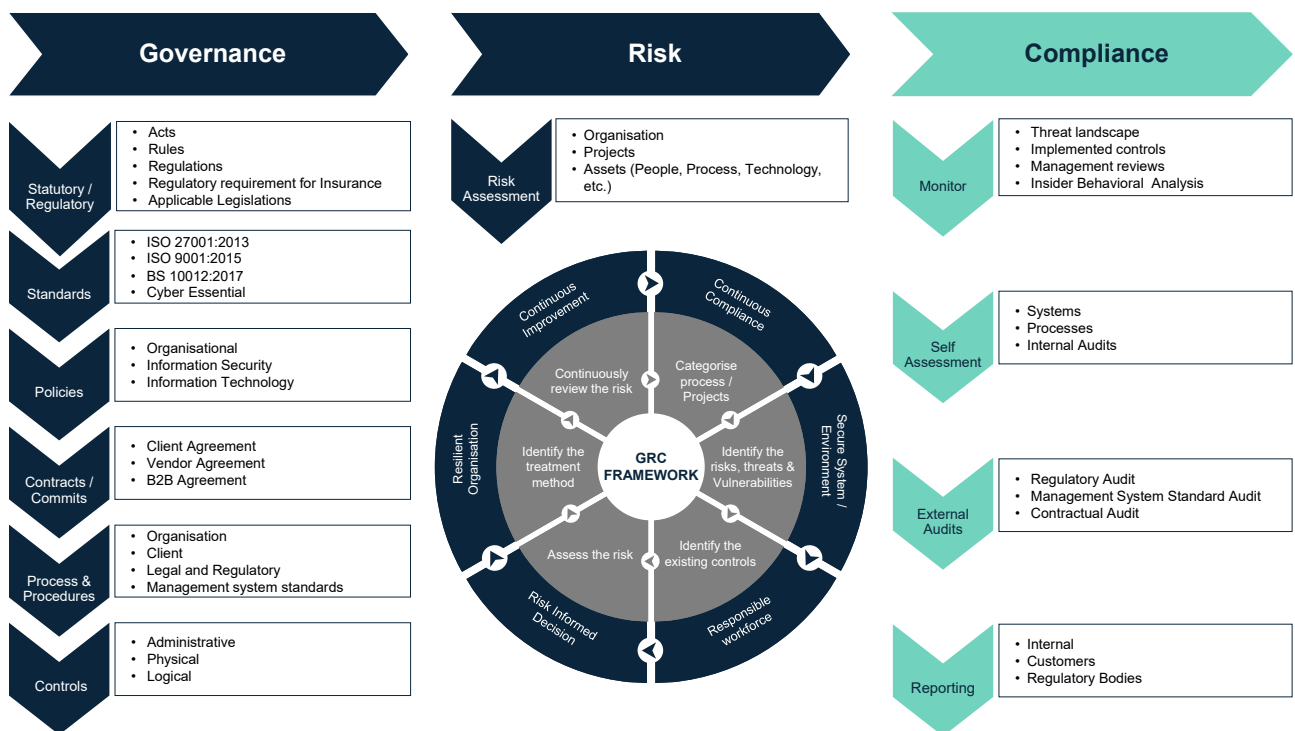 Governance
Statutory /
Regulatory
• Acts
• Rules
• Regulations
• Regulatory requirement for Insurance
• Applicable Legislations
Standards
• ISO 27001:2013
• ISO 9001:2015
• BS 10012:2017
• Cyber Essential
Policies
• Organisational
• Information Security
• Information Technology
Contracts /
Commits
• Client Agreement
• Vendor Agreement
• B2B Agreement
Process &
Procedures
• Organisation
• Client
• Legal and Regulatory
• Management system standards
Controls
• Administrative
• Physical
• Logical
Risk
Risk
Assessment
• Organisation
• Projects
• Assets (People, Process, Technology,
etc.)
Continuous
Improvement
Continuous
Compliance
Secure System /
Environment
Responsible
workforce
Risk Informed
Decision
Resilient
Organisation
Continuously
review the risk
Categorise
process /
Projects
Identify the
risks, threats &
Vulnerabilities
Identify the
existing controls
Assess the risk
Identify the
treatment
method
GRC
FRAMEWORK
Compliance
Monitor
• Threat landscape
• Implemented controls
• Management reviews
• Insider Behavioral  Analysis
Self
Assessment
• Systems
• Processes
• Internal Audits
External
Audits
• Regulatory Audit
• Management System Standard Audit
• Contractual Audit
Reporting
• Internal
• Customers
• Regulatory Bodies